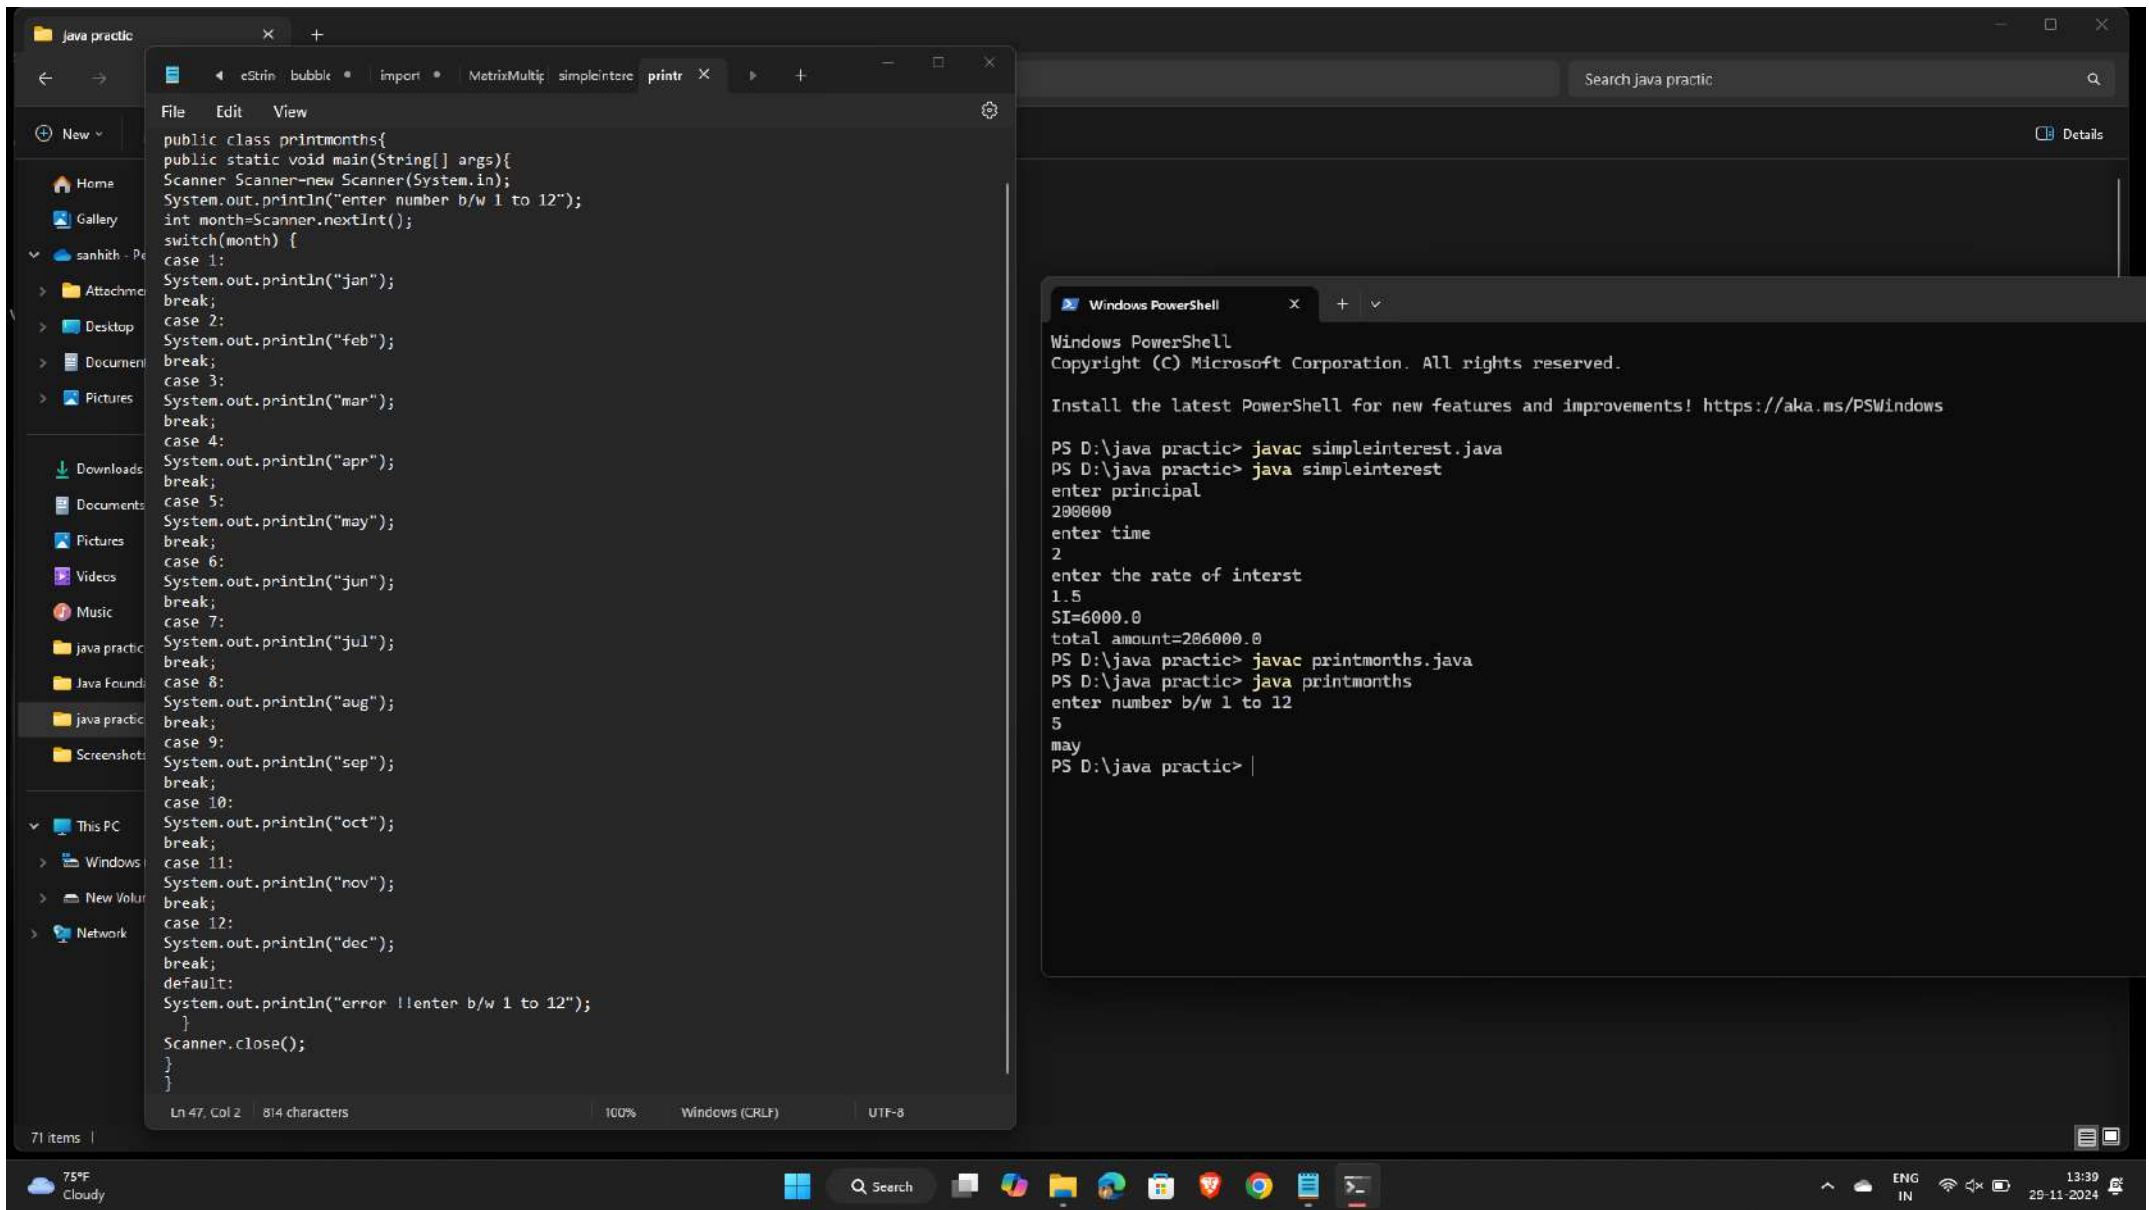 java practic
Search java practic
New
Details
Home
Gallery
sanhith - Pe
Attachme
Desktop
Document
Pictures
Downloads
Documents
Pictures
Videos
Music
java practic
Java Founda
java practic
Screenshots
This PC
Windows
New Volur
Network
71 items
eStrin
bubble
import
MatrixMultip
simpleintere
printr
File
Edit
View
public class printmonths{
public static void main(String[] args){
Scanner Scanner=new Scanner(System.in);
System.out.println("enter number b/w 1 to 12");
int month=Scanner.nextInt();
switch(month) {
case 1:
System.out.println("jan");
break;
case 2:
System.out.println("feb");
break;
case 3:
System.out.println("mar");
break;
case 4:
System.out.println("apr");
break;
case 5:
System.out.println("may");
break;
case 6:
System.out.println("jun");
break;
case 7:
System.out.println("jul");
break;
case 8:
System.out.println("aug");
break;
case 9:
System.out.println("sep");
break;
case 10:
System.out.println("oct");
break;
case 11:
System.out.println("nov");
break;
case 12:
System.out.println("dec");
break;
default:
System.out.println("error !!enter b/w 1 to 12");
}
Scanner.close();
}
}
Ln 47, Col 2
814 characters
100%
Windows (CRLF)
UTF-8
Windows PowerShell
Windows PowerShell
Copyright (C) Microsoft Corporation. All rights reserved.
Install the latest PowerShell for new features and improvements! https://aka.ms/PSWindows
PS D:\java practic> javac simpleinterest.java
PS D:\java practic> java simpleinterest
enter principal
200000
enter time
2
enter the rate of interst
1.5
SI=6000.0
total amount=206000.0
PS D:\java practic> javac printmonths.java
PS D:\java practic> java printmonths
enter number b/w 1 to 12
5
may
PS D:\java practic>
75°F
Cloudy
Search
ENG
IN
13:39
29-11-2024